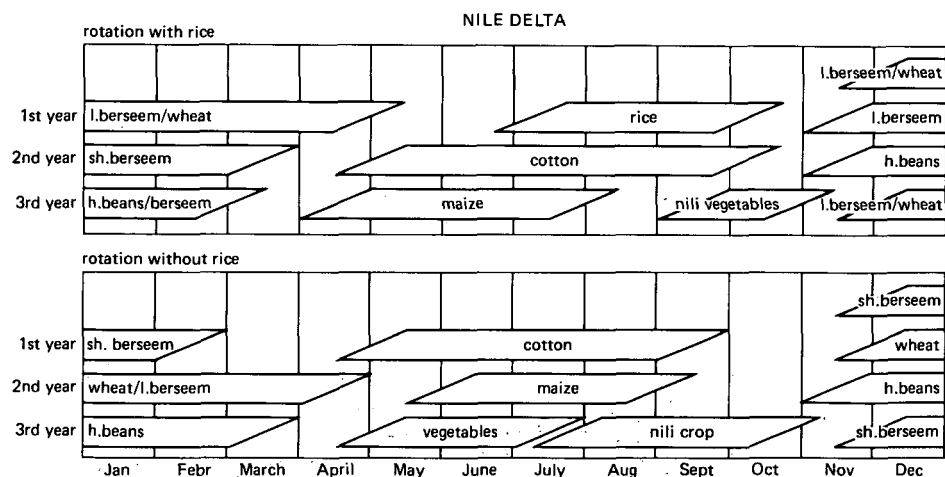 NILE DELTA
rotation with rice
l.berseem/wheat
1st year l.berseem/wheat rice l.berseem
2nd year sh.berseem cotton h.beans
3rd year h.beans/berseem maize nili vegetables l.berseem/wheat
rotation without rice
sh.berseem
1st year sh. berseem cotton wheat
2nd year wheat/l.berseem maize h.beans
3rd year h.beans vegetables nili crop sh.berseem
Jan Febr March April May June July Aug Sept Oct Nov Dec